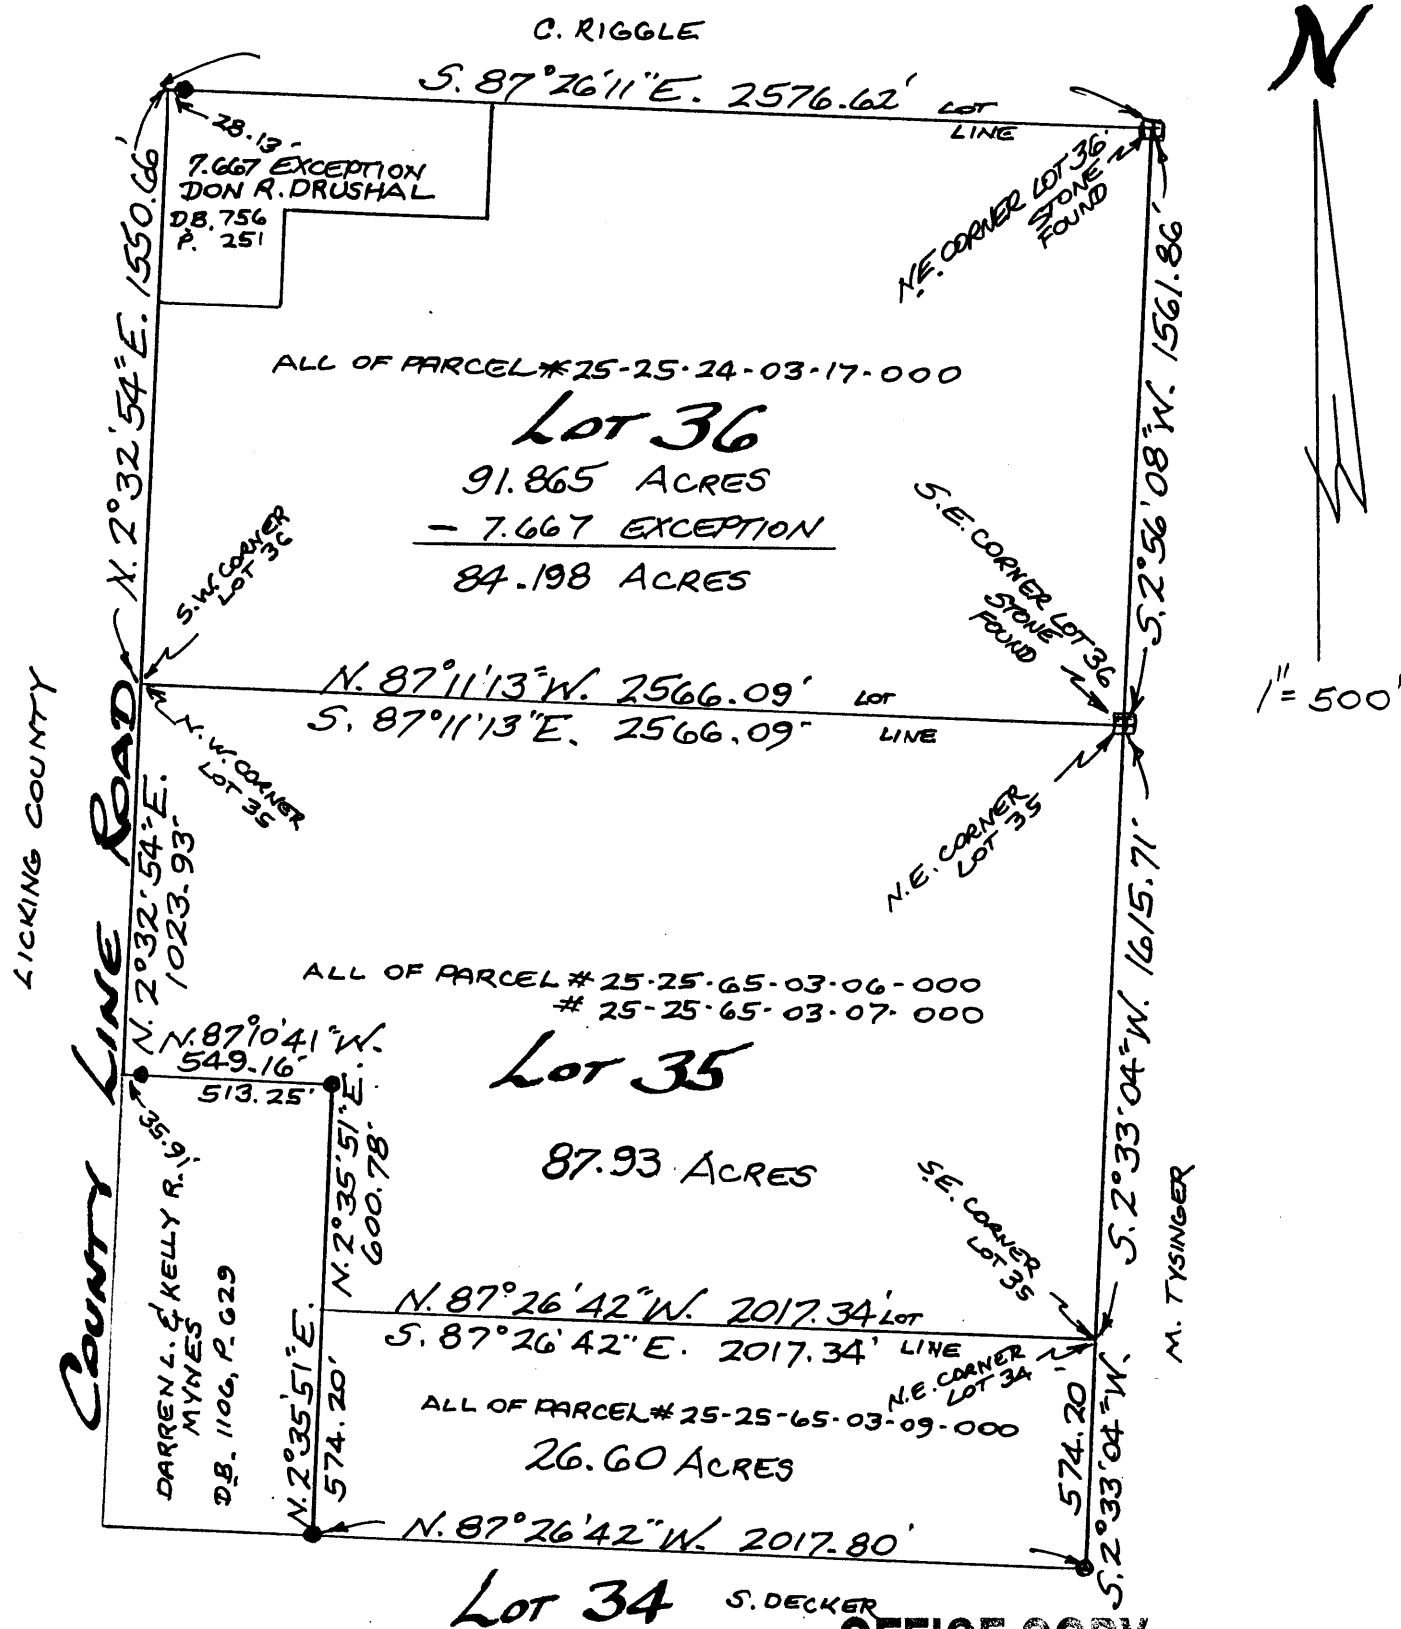 C. RIGGLE
N
S. 87°26'11"E. 2576.62'
LOT
LINE
28.13'
7.667 EXCEPTION
DON R. DRUSHAL
D.B. 756
P. 251
N.E. CORNER LOT 36
STONE
FOUND
N. 2°32'54"E. 1550.66'
S. 2°56'08"W. 1561.86'
ALL OF PARCEL # 25-25-24-03-17-000
LOT 36
91.865 ACRES
- 7.667 EXCEPTION
84.198 ACRES
S.W. CORNER
LOT 36
S.E. CORNER LOT 36
STONE
FOUND
1" = 500'
N. 87°11'13"W. 2566.09'
LOT
S. 87°11'13"E. 2566.09'
LINE
LICKING COUNTY
COUNTY LINE ROAD
N.W. CORNER
LOT 35
N.E. CORNER
LOT 35
N. 2°32'54"E.
1023.93'
S. 2°33'04"W. 1615.71'
ALL OF PARCEL # 25-25-65-03-06-000
# 25-25-65-03-07-000
N. 87°10'41"W.
549.16'
513.25'
35.91'
LOT 35
87.93 ACRES
N. 2°35'51"E.
600.78'
S.E. CORNER
LOT 35
M. TYSINGER
DARREN L. & KELLY R.
MYNES
D.B. 1106, P. 629
N. 87°26'42"W. 2017.34'
LOT
S. 87°26'42"E. 2017.34'
LINE
N.E. CORNER
LOT 34
N. 2°35'51"E.
574.20'
ALL OF PARCEL # 25-25-65-03-09-000
26.60 ACRES
574.20'
S. 2°33'04"W.
N. 87°26'42"W. 2017.80'
LOT 34
S. DECKER
OFFICE COPY